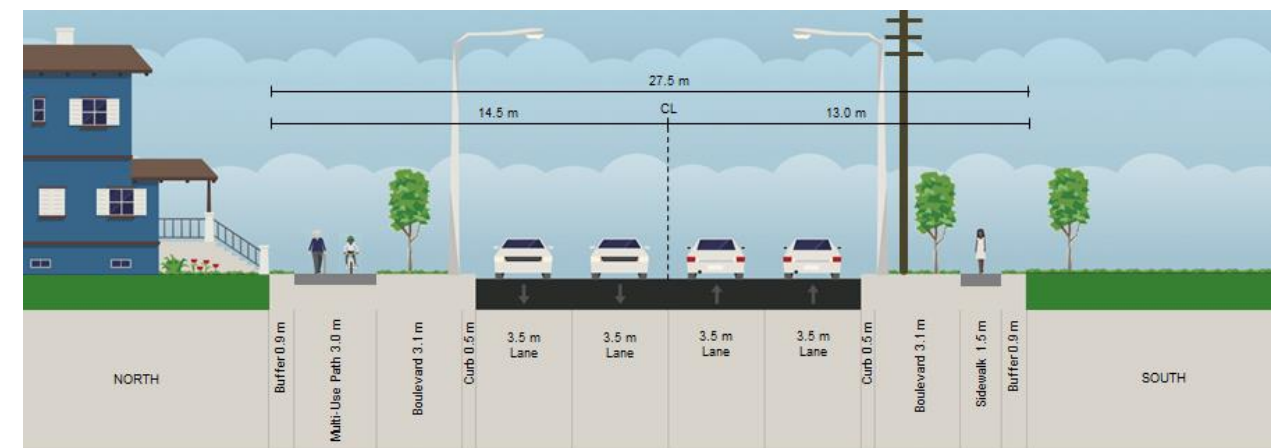 27.5 m
14.5 m
CL
13.0 m
NORTH
Buffer 0.9 m
Multi-Use Path 3.0 m
Boulevard 3.1 m
Curb 0.5 m
3.5 m
Lane
3.5 m
Lane
3.5 m
Lane
3.5 m
Lane
Curb 0.5 m
Boulevard 3.1 m
Sidewalk 1.5 m
Buffer 0.9 m
SOUTH